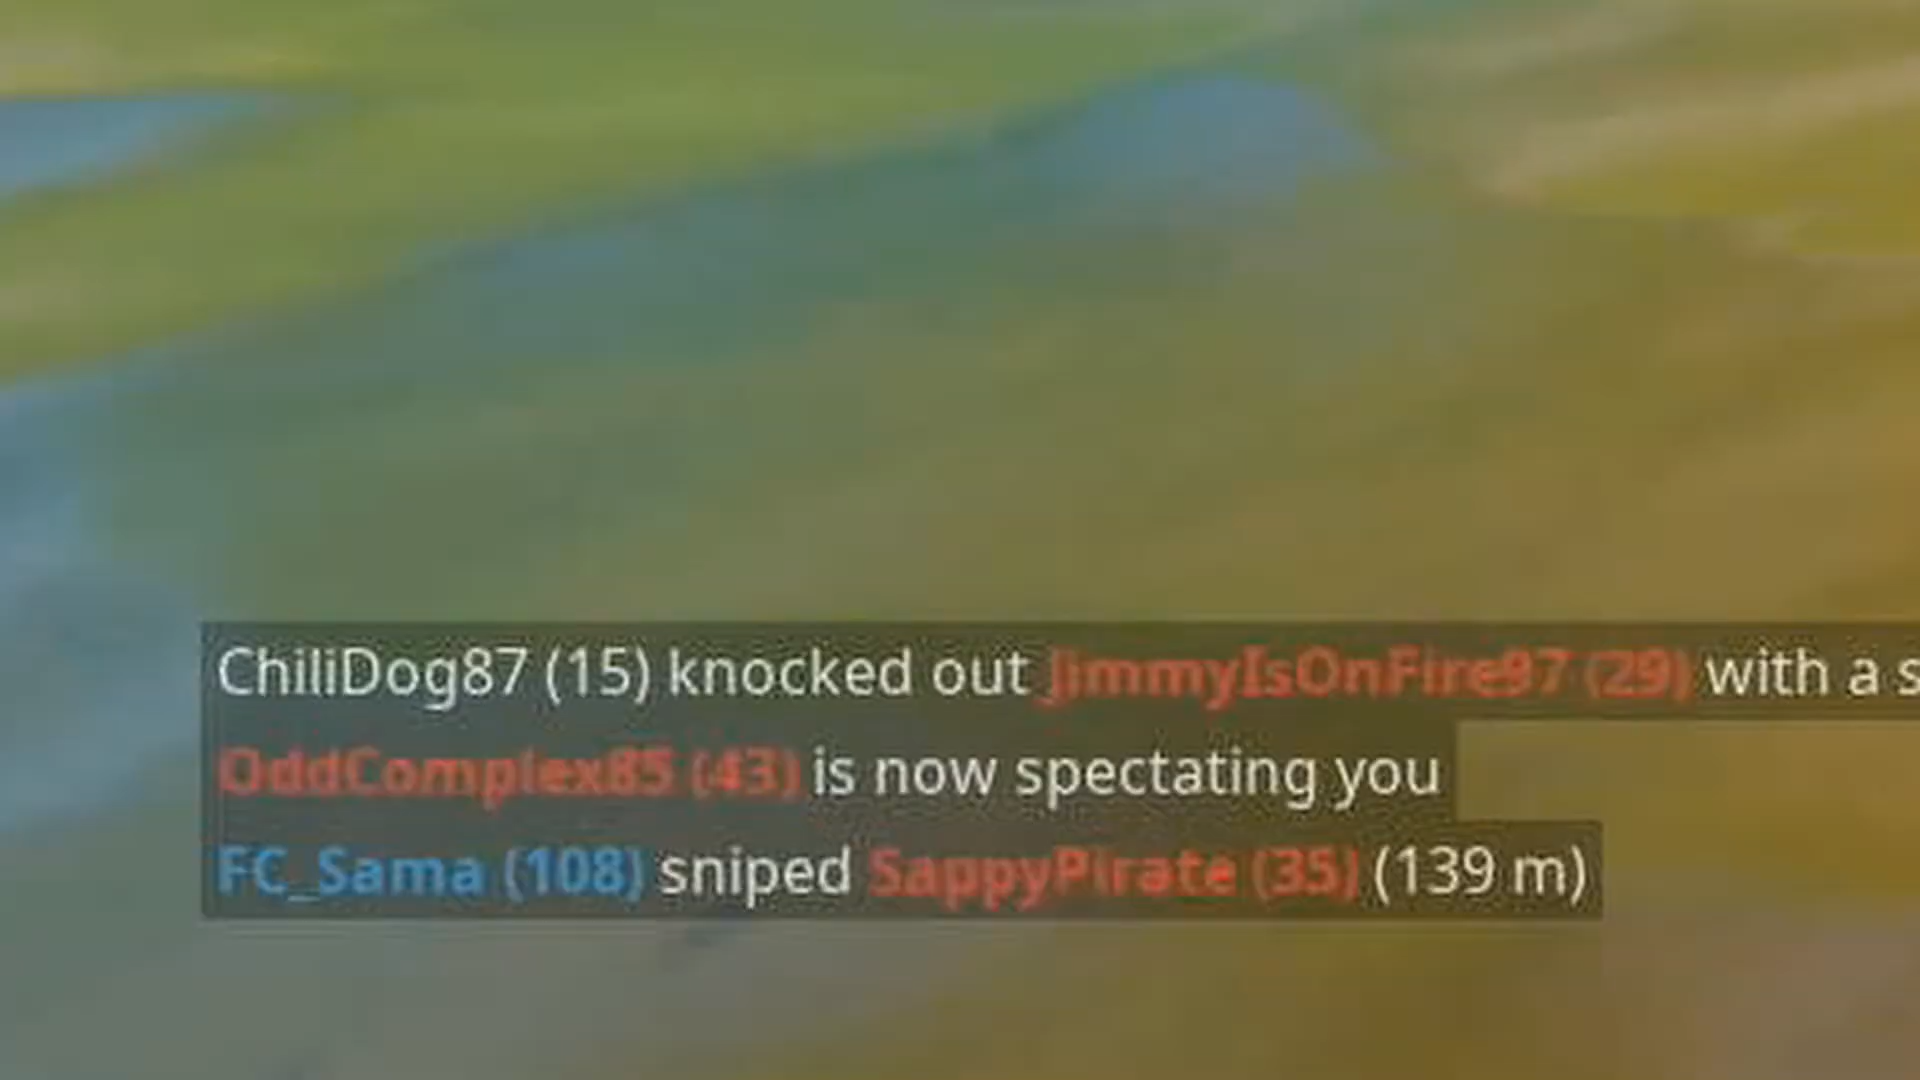 ChiliDog87 (15) knocked out JimmyIsOnFire97 (29) with a s
OddComplex85 (43) is now spectating you
FC_Sama (108) sniped SappyPirate (35) (139 m)